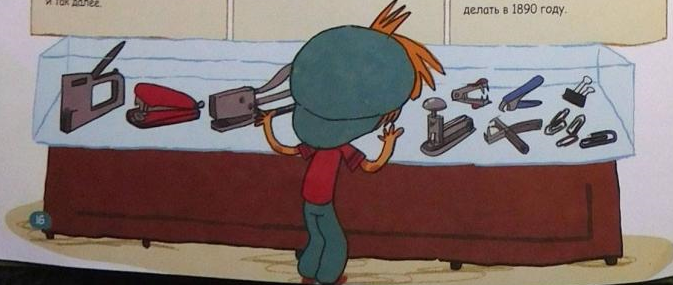 и так далее.
делать в 1890 году.
16